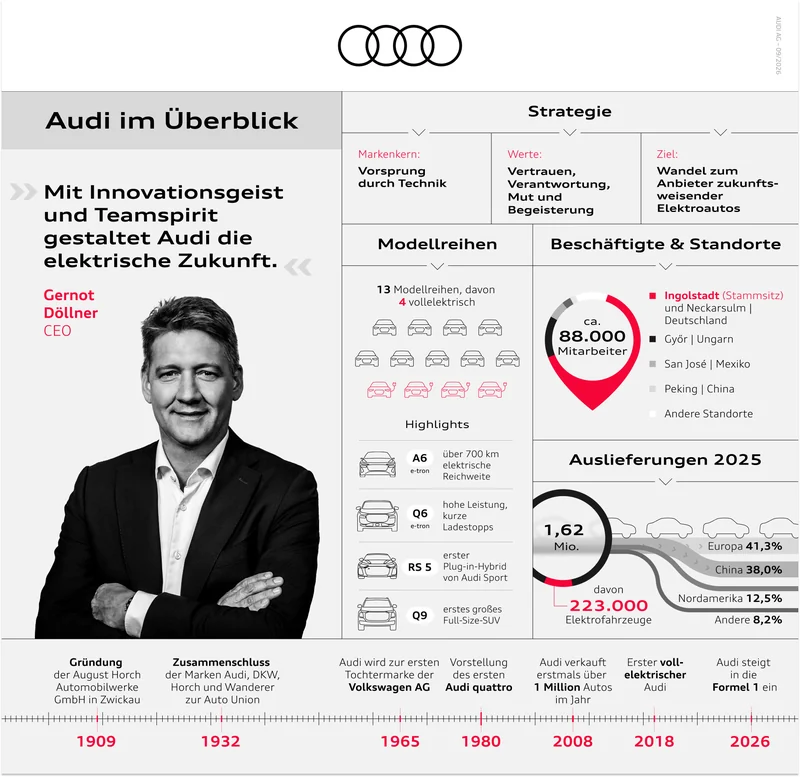 AUDI AG - 09/2026
Audi im Überblick
Mit Innovationsgeist
und Teamspirit
gestaltet Audi die
elektrische Zukunft.
Gernot
Döllner
CEO
Strategie
Markenkern:
Vorsprung
durch Technik
Werte:
Vertrauen,
Verantwortung,
Mut und
Begeisterung
Ziel:
Wandel zum
Anbieter zukunfts-
weisender
Elektroautos
Modellreihen
13 Modellreihen, davon
4 vollelektrisch
Highlights
A6
e-tron
über 700 km
elektrische
Reichweite
Q6
e-tron
hohe Leistung,
kurze
Ladestopps
RS 5
erster
Plug-in-Hybrid
von Audi Sport
Q9
erstes großes
Full-Size-SUV
Beschäftigte & Standorte
ca.
88.000
Mitarbeiter
Ingolstadt (Stammsitz)
und Neckarsulm |
Deutschland
Győr | Ungarn
San José | Mexiko
Peking | China
Andere Standorte
Auslieferungen 2025
1,62
Mio.
davon
223.000
Elektrofahrzeuge
Europa 41,3%
China 38,0%
Nordamerika 12,5%
Andere 8,2%
Gründung
der August Horch
Automobilwerke
GmbH in Zwickau
1909
Zusammenschluss
der Marken Audi, DKW,
Horch und Wanderer
zur Auto Union
1932
Audi wird zur ersten
Tochtermarke der
Volkswagen AG
1965
Vorstellung
des ersten
Audi quattro
1980
Audi verkauft
erstmals über
1 Million Autos
im Jahr
2008
Erster voll-
elektrischer
Audi
2018
Audi steigt
in die
Formel 1 ein
2026